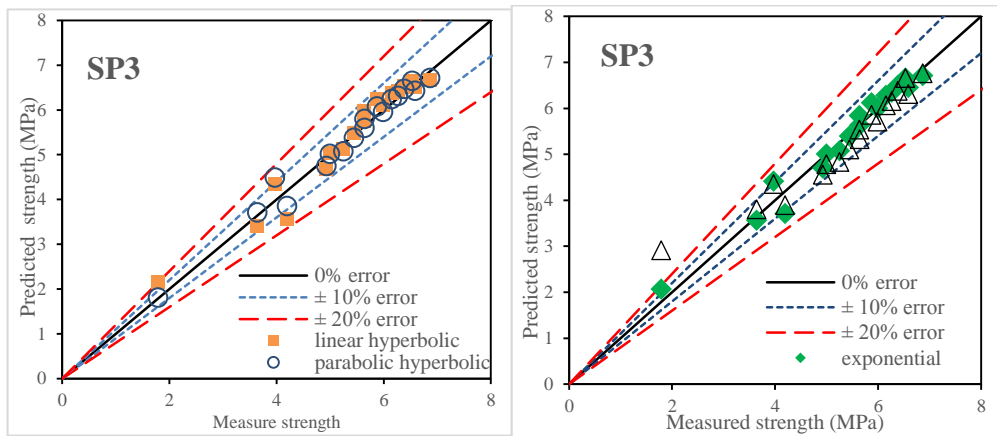 SP3
Predicted strength (MPa)
8
7
6
5
4
3
2
1
0
0% error
± 10% error
± 20% error
linear hyperbolic
parabolic hyperbolic
0 2 4 6 8
Measure strength
SP3
Predicted strength (MPa)
8
7
6
5
4
3
2
1
0
0% error
± 10% error
± 20% error
exponential
0 2 4 6 8
Measured strength (MPa)